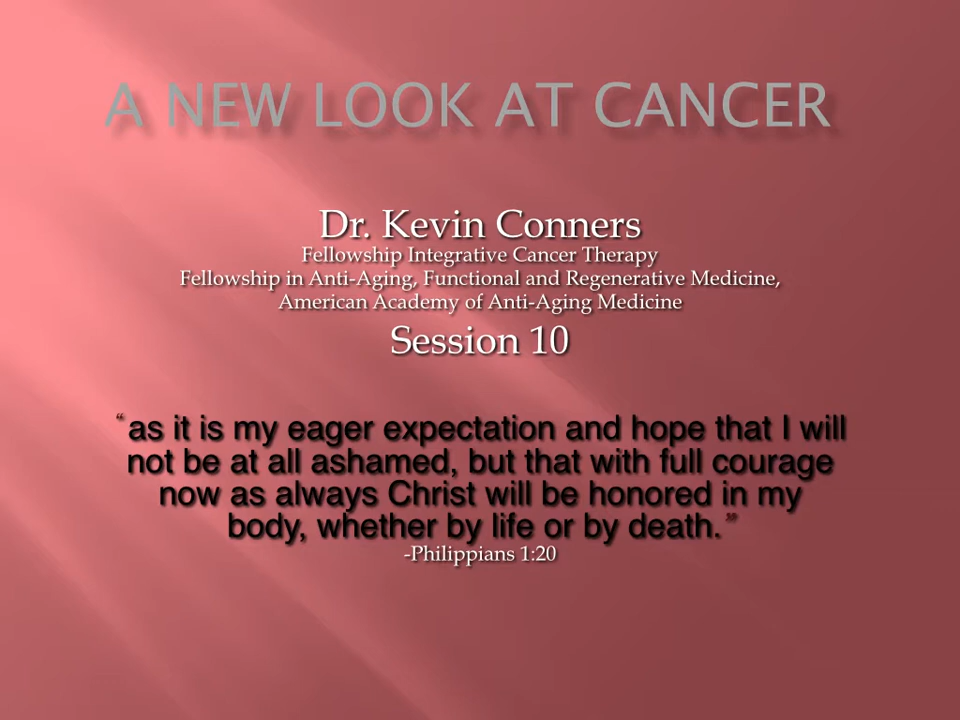 A NEW LOOK AT CANCER
Dr. Kevin Conners
Fellowship Integrative Cancer Therapy
Fellowship in Anti-Aging, Functional and Regenerative Medicine,
American Academy of Anti-Aging Medicine
Session 10
“as it is my eager expectation and hope that I will
not be at all ashamed, but that with full courage
now as always Christ will be honored in my
body, whether by life or by death.”
-Philippians 1:20